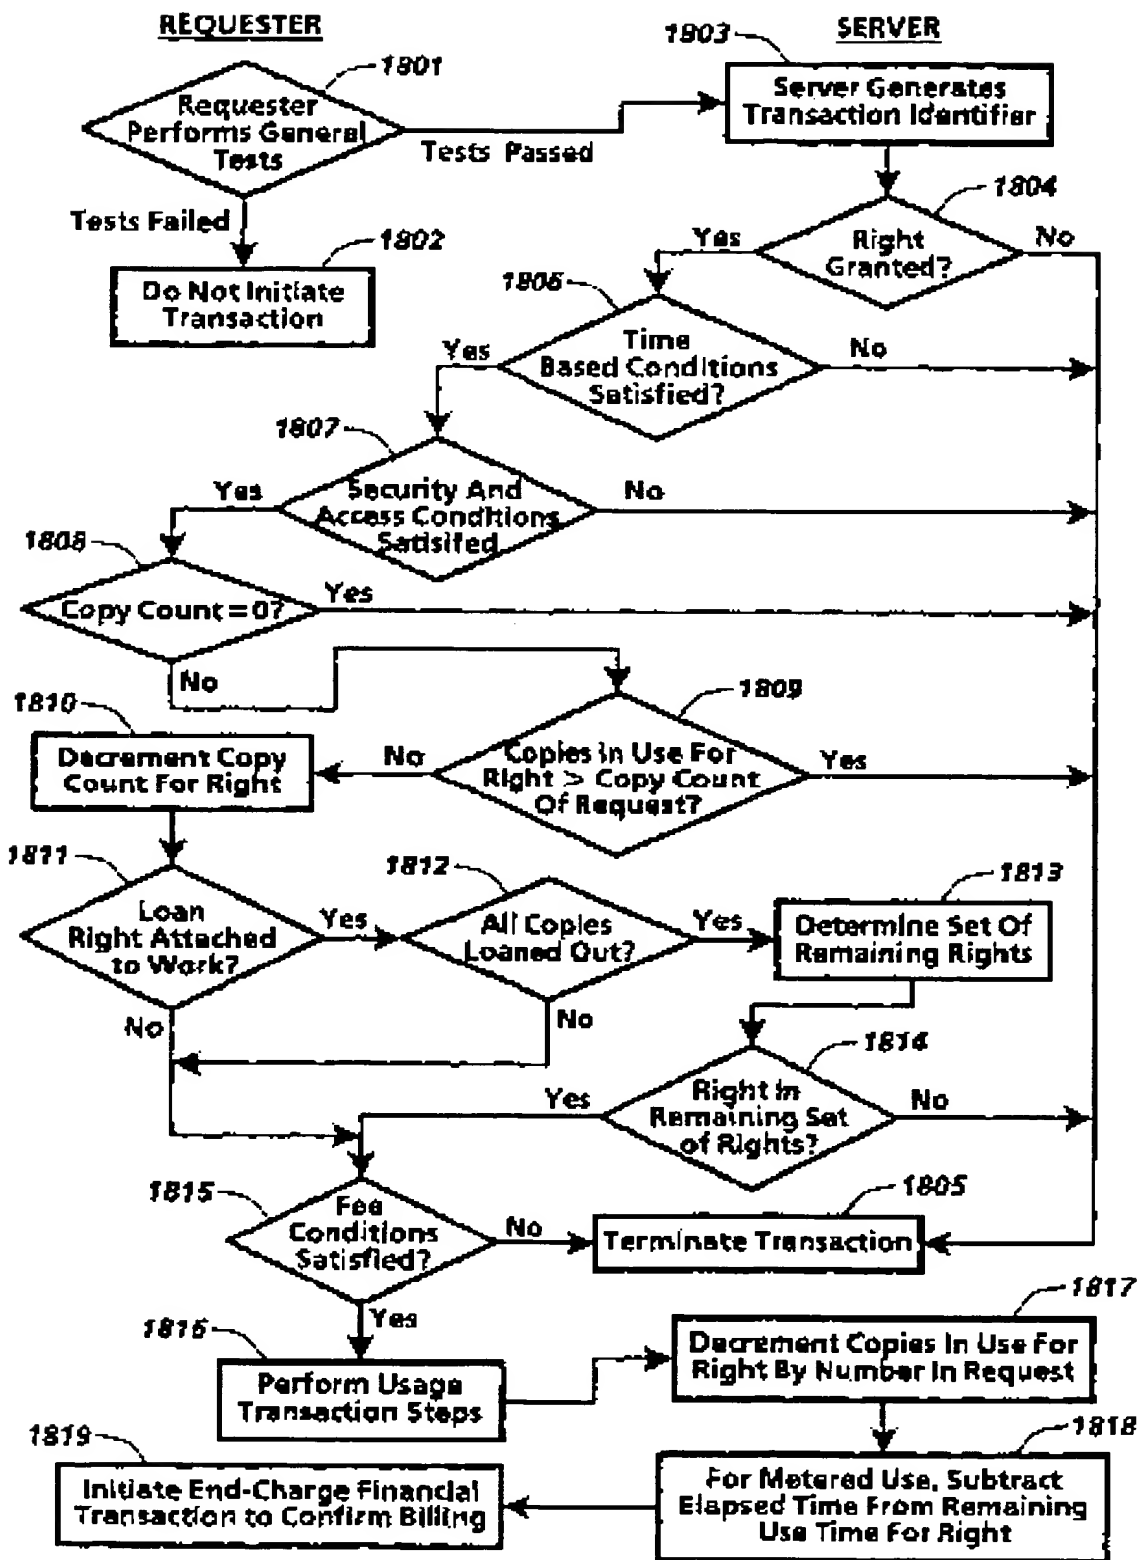 REQUESTER
SERVER
1801
1803
Requester
Performs General
Tests
Server Generates
Transaction Identifier
Tests Passed
Tests Failed
1802
1804
Do Not Initiate
Transaction
Yes
Right
Granted?
No
1806
Time
Based Conditions
Satisfied?
Yes
No
1807
Security And
Access Conditions
Satisifed
Yes
No
1808
Copy Count = 0?
Yes
No
1809
1810
Decrement Copy
Count For Right
No
Copies In Use For
Right > Copy Count
Of Request?
Yes
1811
1812
1813
Loan
Right Attached
to Work?
Yes
All Copies
Loaned Out?
Yes
Determine Set Of
Remaining Rights
No
No
1814
Yes
Right In
Remaining Set
of Rights?
No
1815
1805
Fee
Conditions
Satisfied?
No
Terminate Transaction
Yes
1817
1816
Decrement Copies In Use For
Right By Number In Request
Perform Usage
Transaction Steps
1819
1818
Initiate End-Charge Financial
Transaction to Confirm Billing
For Metered Use, Subtract
Elapsed Time From Remaining
Use Time For Right